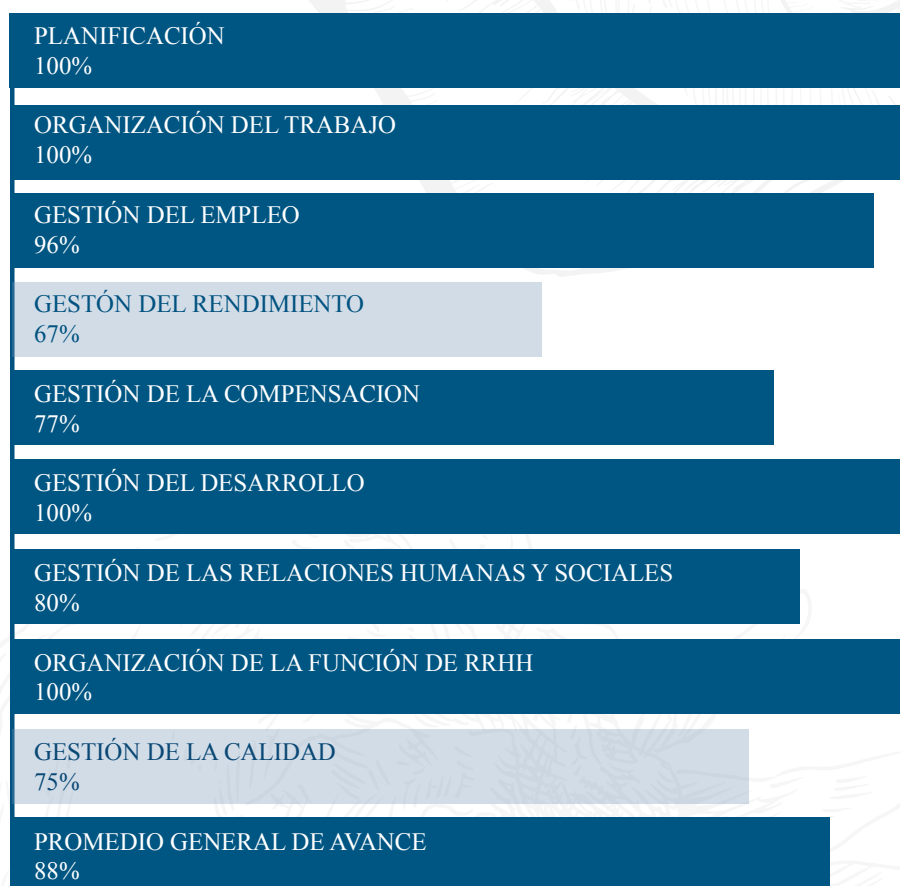 PLANIFICACIÓN
100%
ORGANIZACIÓN DEL TRABAJO
100%
GESTIÓN DEL EMPLEO
96%
GESTÓN DEL RENDIMIENTO
67%
GESTIÓN DE LA COMPENSACION
77%
GESTIÓN DEL DESARROLLO
100%
GESTIÓN DE LAS RELACIONES HUMANAS Y SOCIALES
80%
ORGANIZACIÓN DE LA FUNCIÓN DE RRHH
100%
GESTIÓN DE LA CALIDAD
75%
PROMEDIO GENERAL DE AVANCE
88%